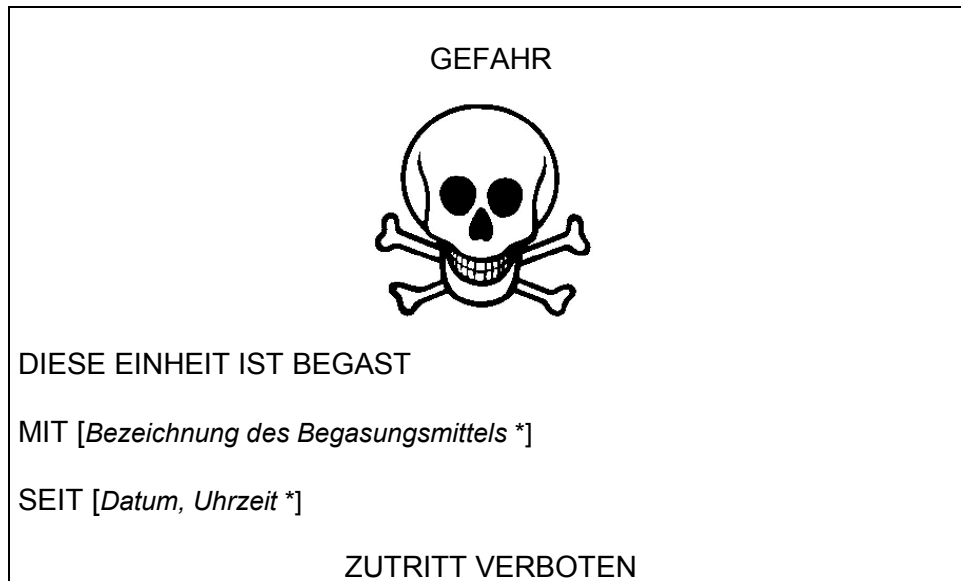 GEFAHR
DIESE EINHEIT IST BEGAST
MIT [Bezeichnung des Begasungsmittels *]
SEIT [Datum, Uhrzeit *]
ZUTRITT VERBOTEN